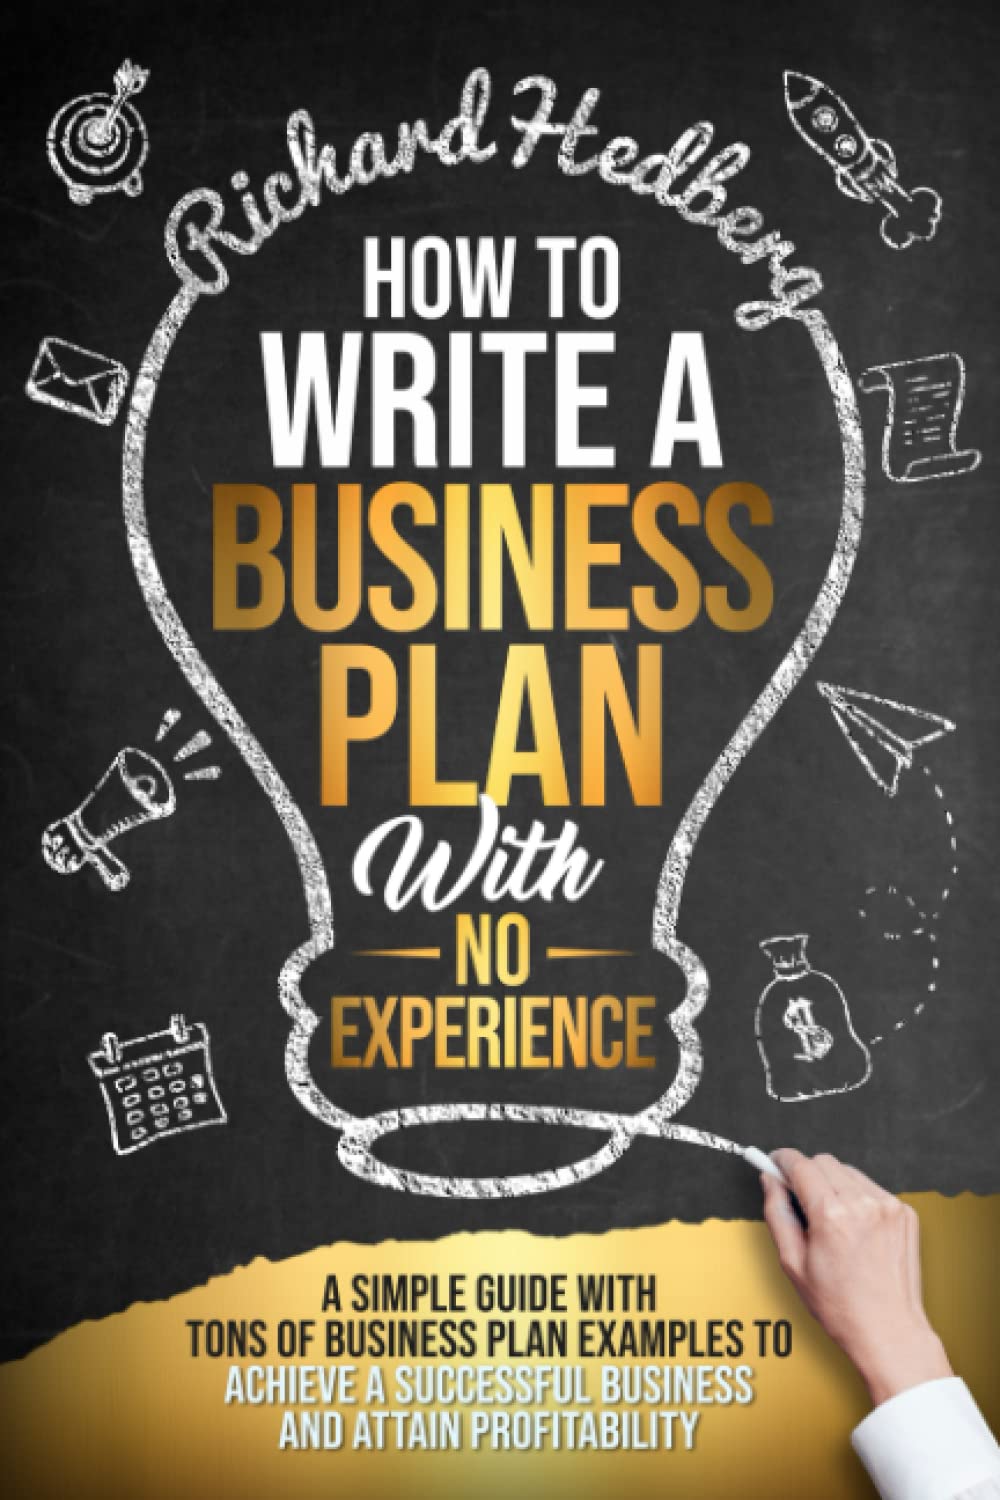 Richard Hedberg
HOW TO
WRITE A
BUSINESS
PLAN
With
NO
EXPERIENCE
$
A SIMPLE GUIDE WITH
TONS OF BUSINESS PLAN EXAMPLES TO
ACHIEVE A SUCCESSFUL BUSINESS
AND ATTAIN PROFITABILITY